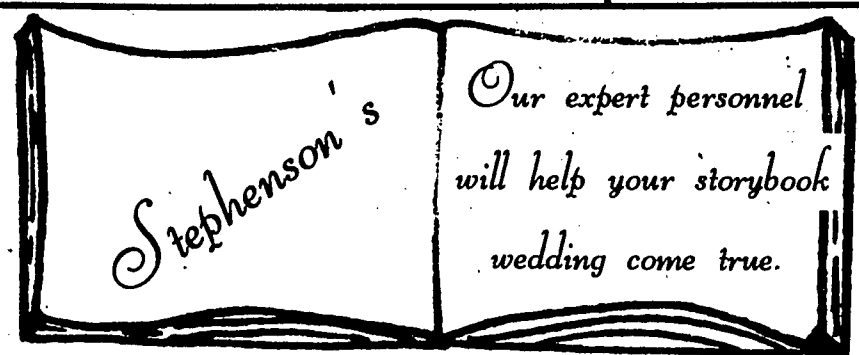 Stephenson's
Our expert personnel
will help your storybook
wedding come true.